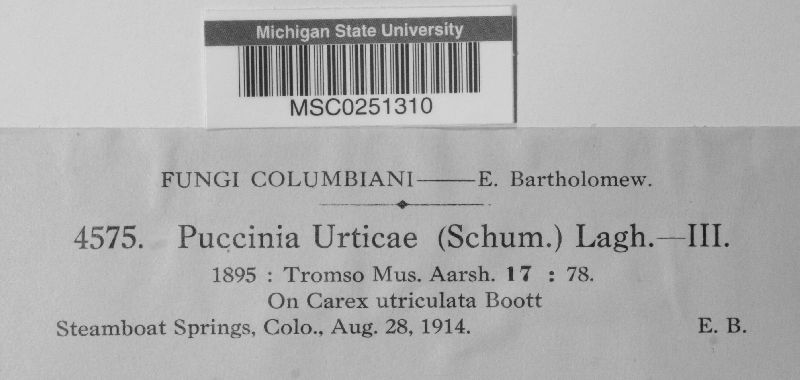 Michigan State University
MSC0251310
FUNGI COLUMBIANI——E. Bartholomew.
4575. Puccinia Urticae (Schum.) Lagh.—III.
1895 : Tromso Mus. Aarsh. 17 : 78.
On Carex utriculata Boott
Steamboat Springs, Colo., Aug. 28, 1914. E. B.